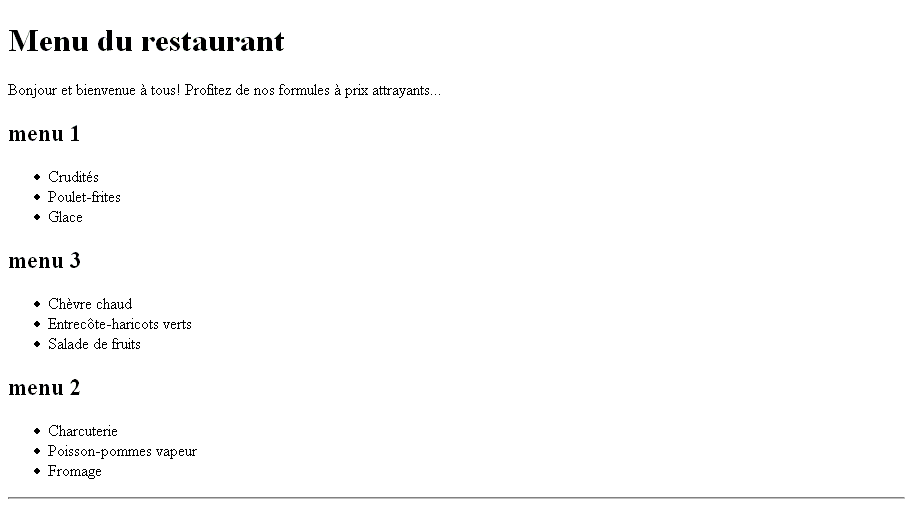 Menu du restaurant
Bonjour et bienvenue à tous! Profitez de nos formules à prix attrayants...
menu 1
Crudités
Poulet-frites
Glace
menu 3
Chèvre chaud
Entrecôte-haricots verts
Salade de fruits
menu 2
Charcuterie
Poisson-pommes vapeur
Fromage